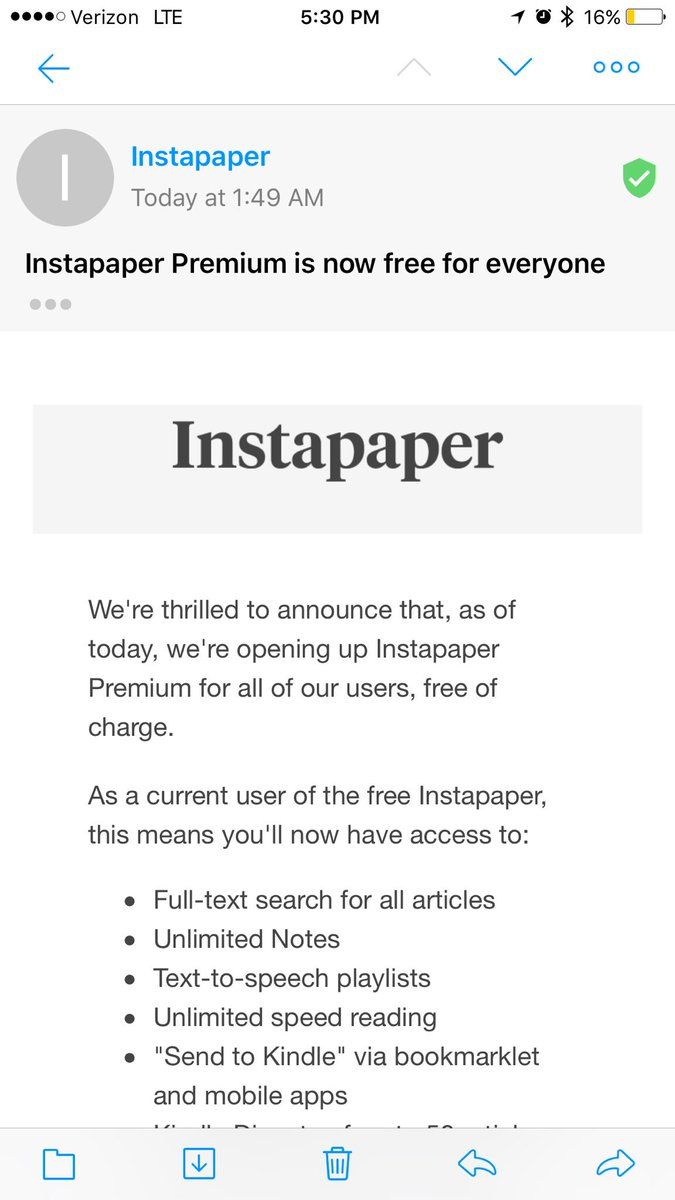 Verizon LTE 5:30 PM 16%
I
Instapaper
Today at 1:49 AM
Instapaper Premium is now free for everyone
Instapaper
We're thrilled to announce that, as of
today, we're opening up Instapaper
Premium for all of our users, free of
charge.
As a current user of the free Instapaper,
this means you'll now have access to:
• Full-text search for all articles
• Unlimited Notes
• Text-to-speech playlists
• Unlimited speed reading
• "Send to Kindle" via bookmarklet
and mobile apps